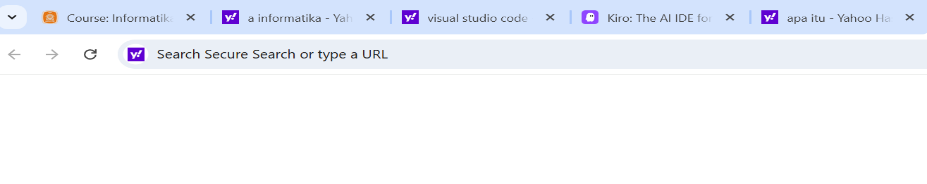 Course: Informatika
a informatika - Yah
visual studio code
Kiro: The AI IDE for
apa itu - Yahoo Ha
Search Secure Search or type a URL